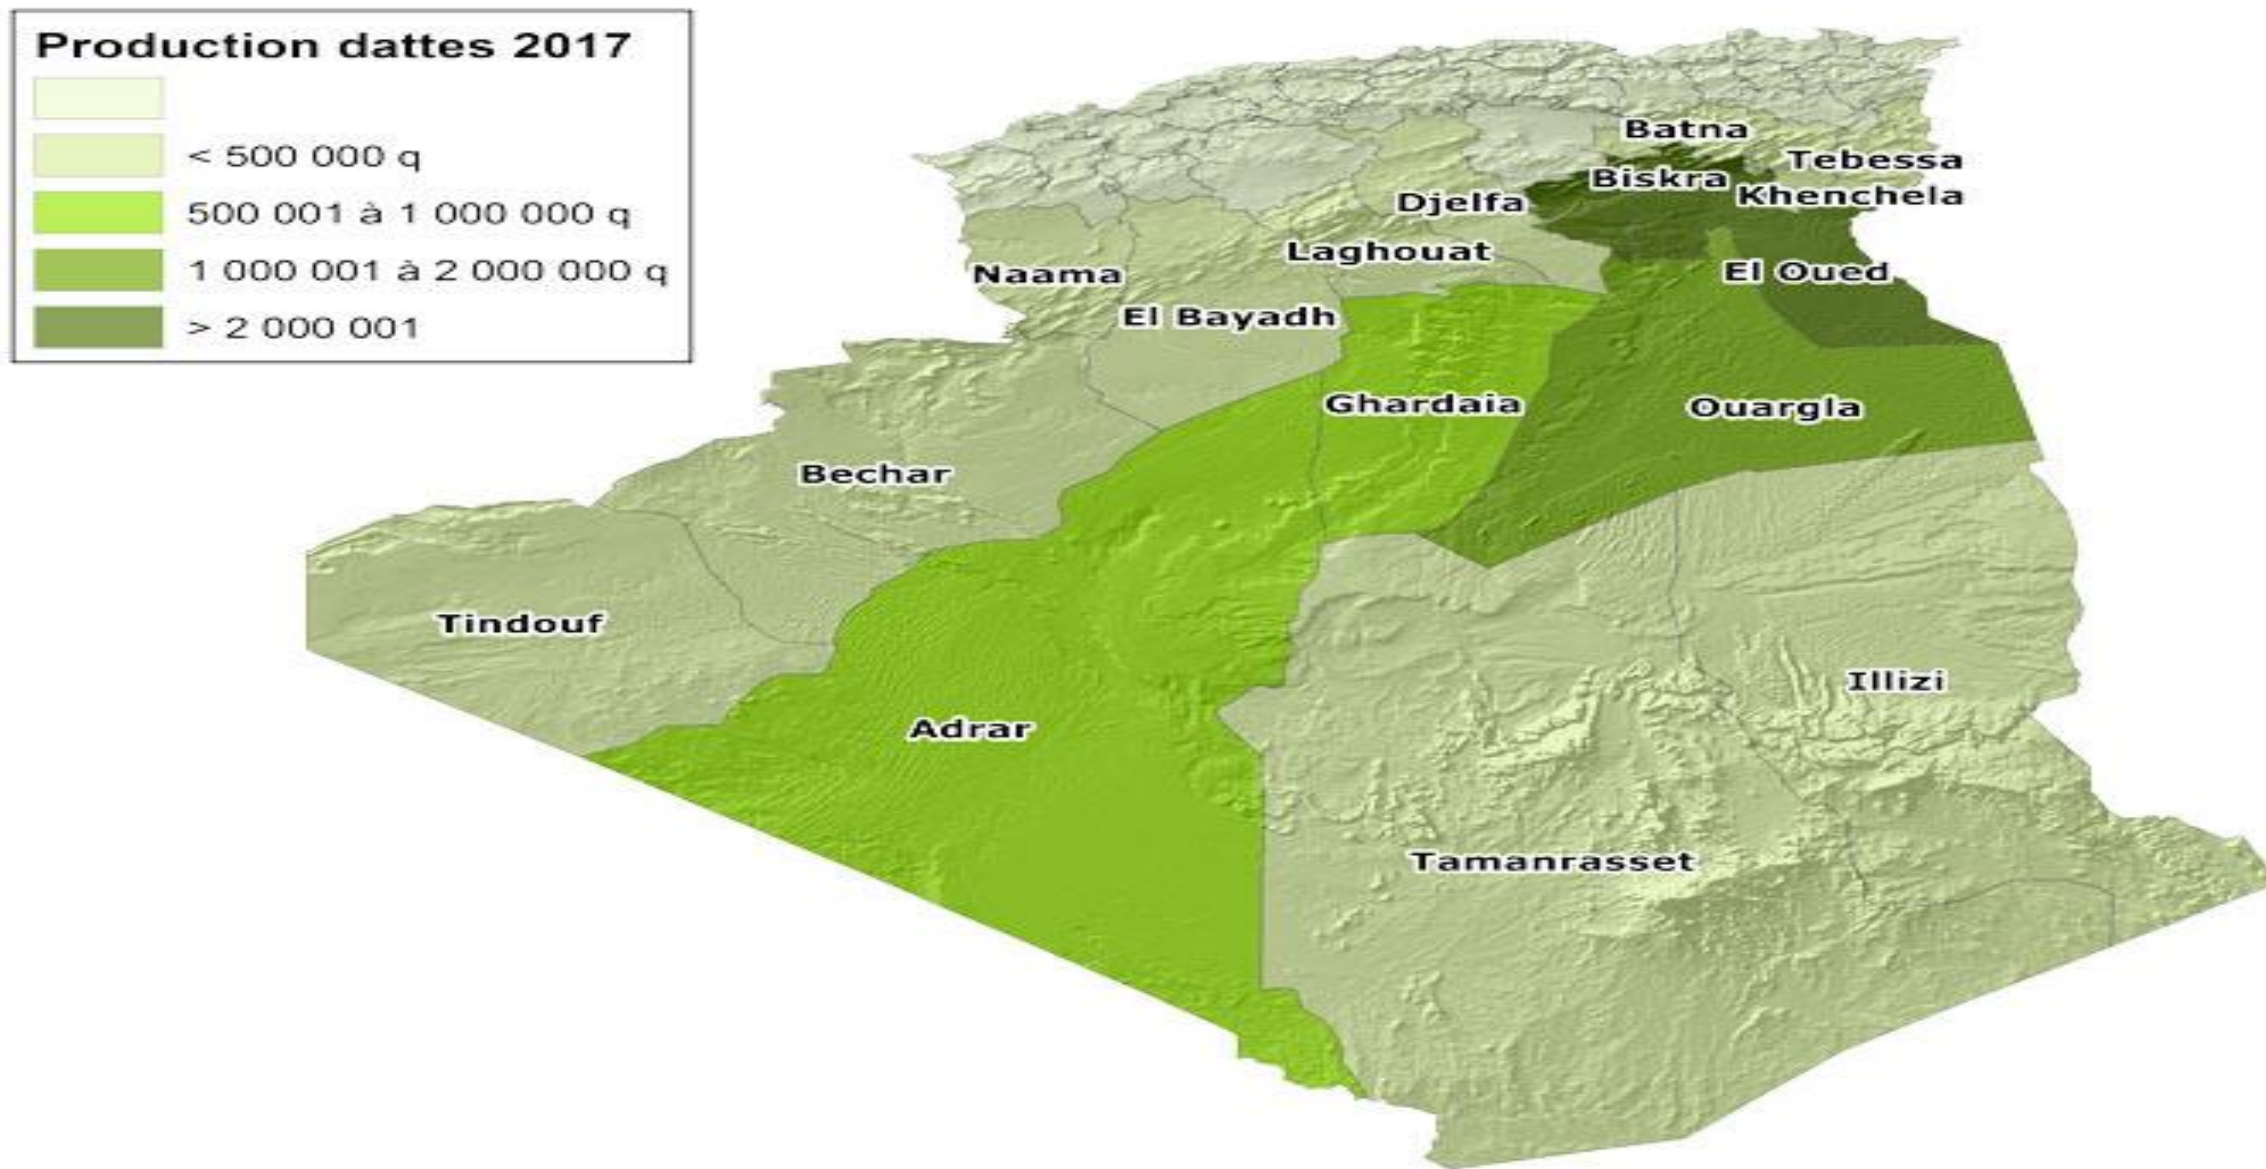 Production dattes 2017
< 500 000 q
500 001 à 1 000 000 q
1 000 001 à 2 000 000 q
> 2 000 001
Batna
Tebessa
Biskra
Khenchela
Djelfa
Laghouat
Naama
El Oued
El Bayadh
Ghardaia
Ouargla
Bechar
Tindouf
Illizi
Adrar
Tamanrasset